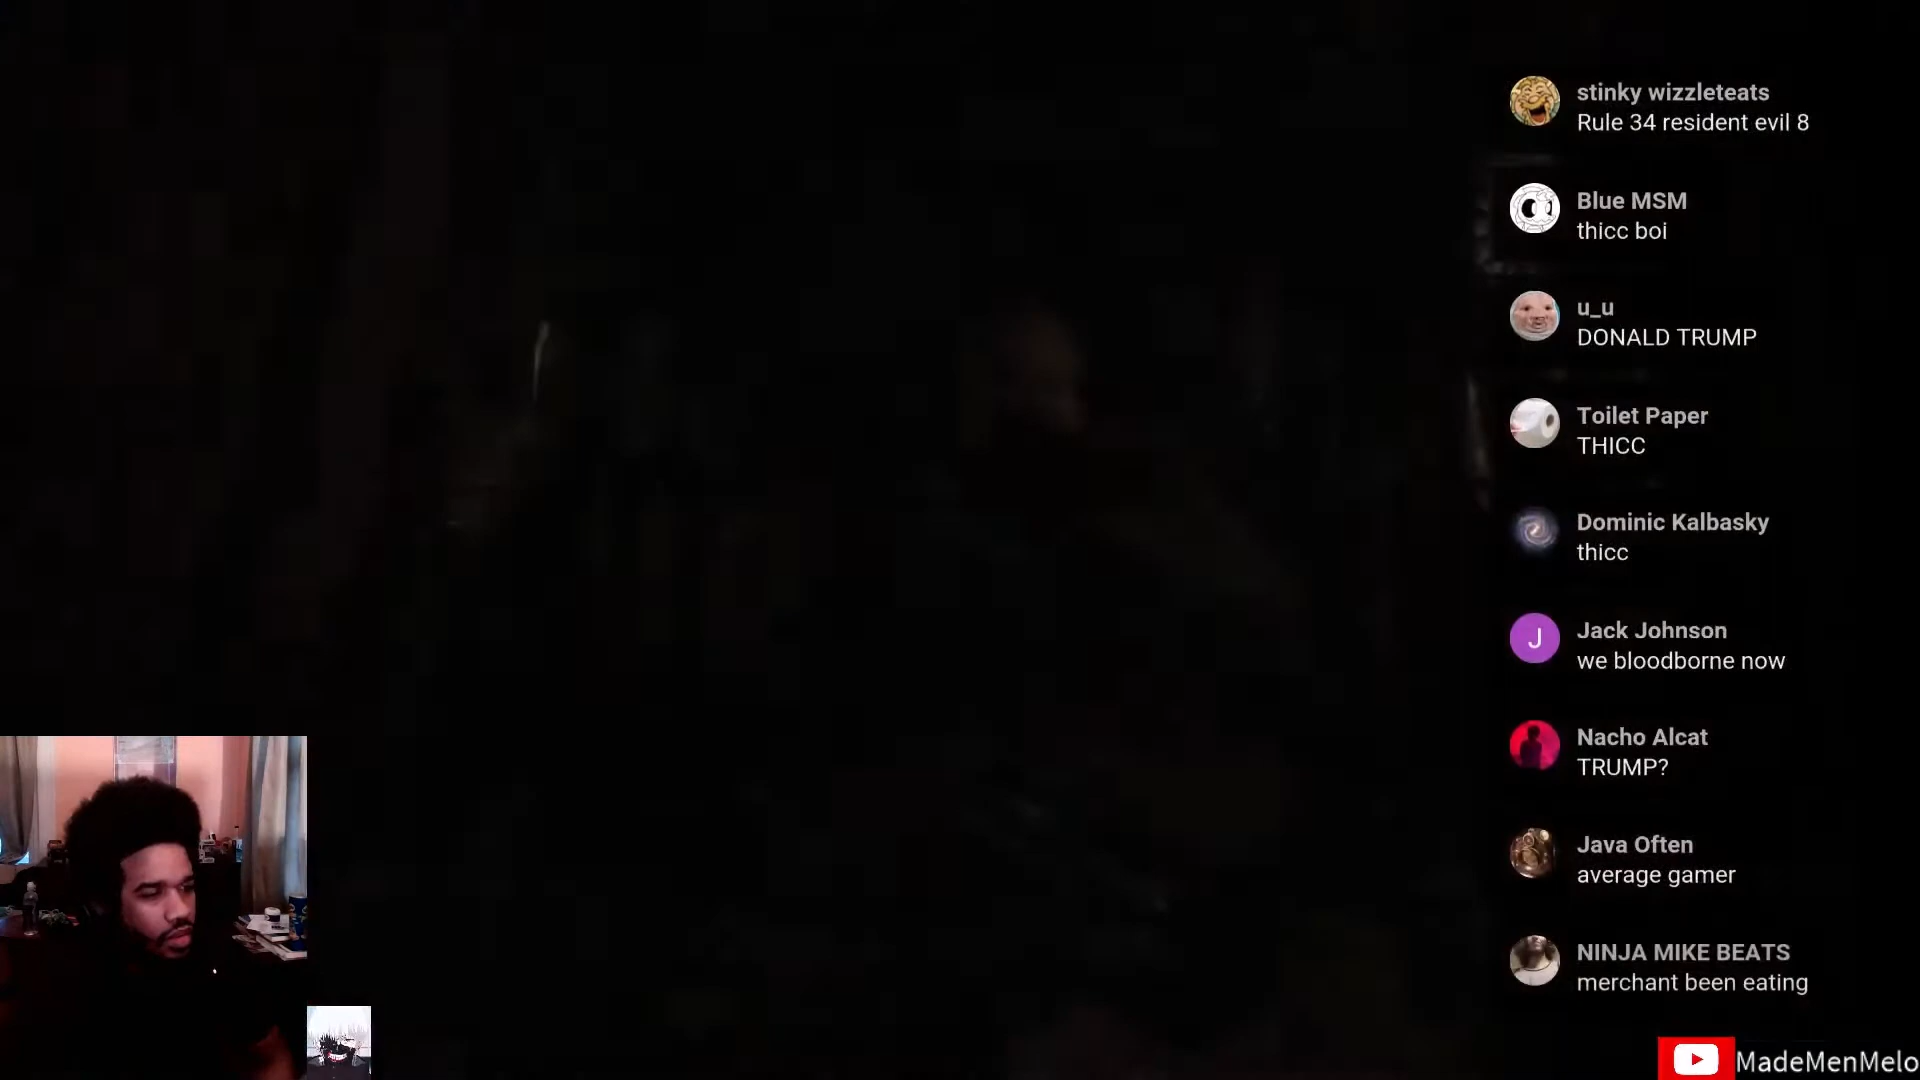 stinky wizzleteats
Rule 34 resident evil 8
Blue MSM
thicc boi
u_u
DONALD TRUMP
Toilet Paper
THICC
Dominic Kalbasky
thicc
J
Jack Johnson
we bloodborne now
Nacho Alcat
TRUMP?
Java Often
average gamer
NINJA MIKE BEATS
merchant been eating
MadeMenMelo